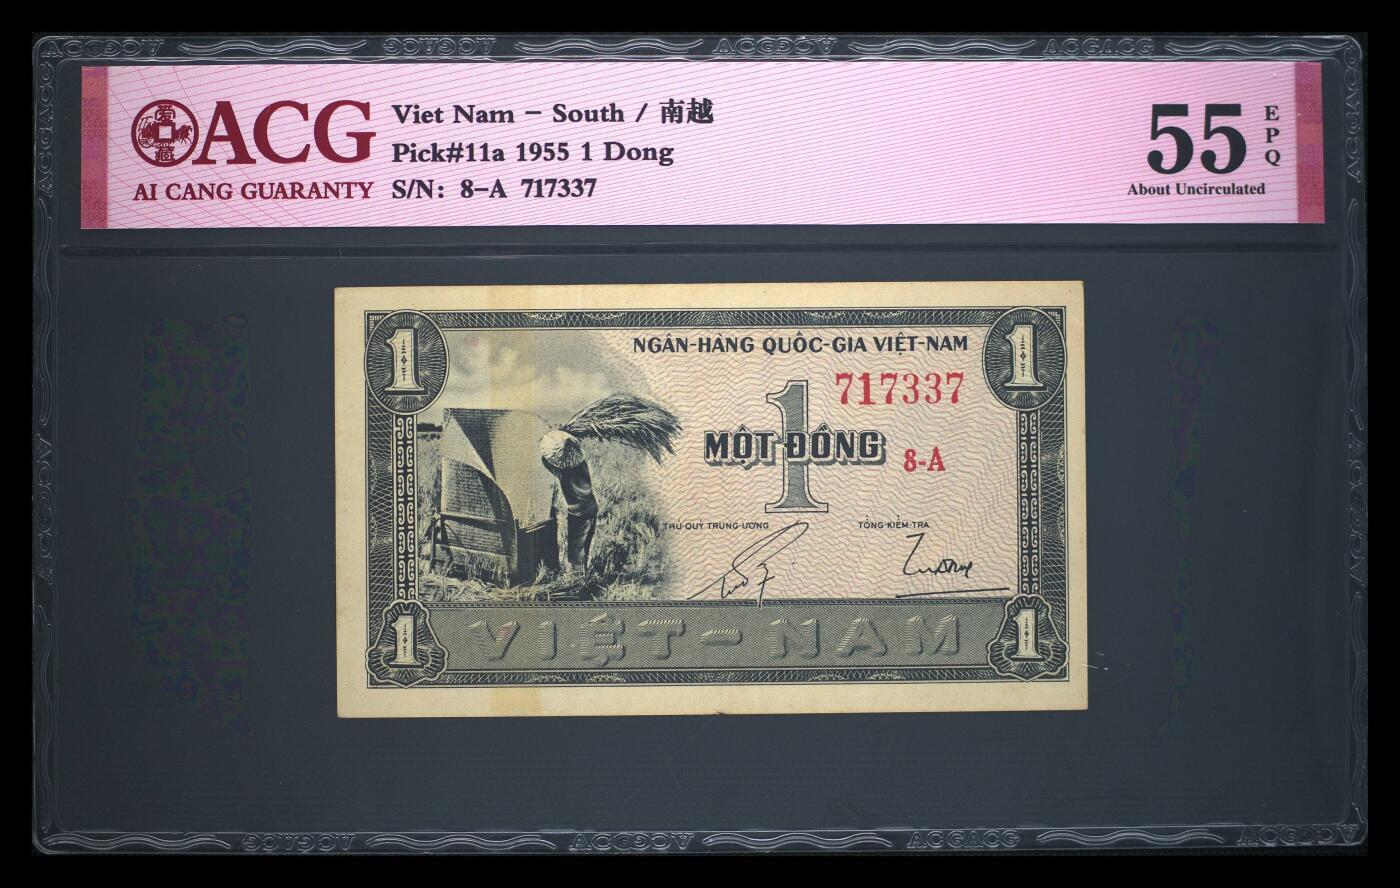 ACG
AI CANG GUARANTY
Viet Nam – South / 南越
Pick#11a 1955 1 Dong
S/N: 8–A 717337
55
EPQ
About Uncirculated
1
1
NGÂN-HÀNG QUỐC-GIA VIỆT-NAM
717337
1
MỘT ĐỒNG
8-A
THỦ-QUỸ TRUNG-ƯƠNG
TỔNG-KIỂM-TRA
VIỆT-NAM
1
1